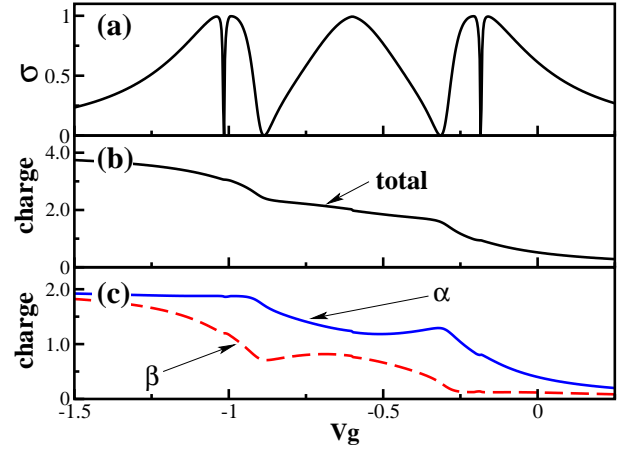 (a)
1
0.5
0
σ
(b)
4.0
2.0
0
charge
total
(c)
2.0
1.0
0.0
charge
α
β
-1.5
-1
-0.5
0
Vg